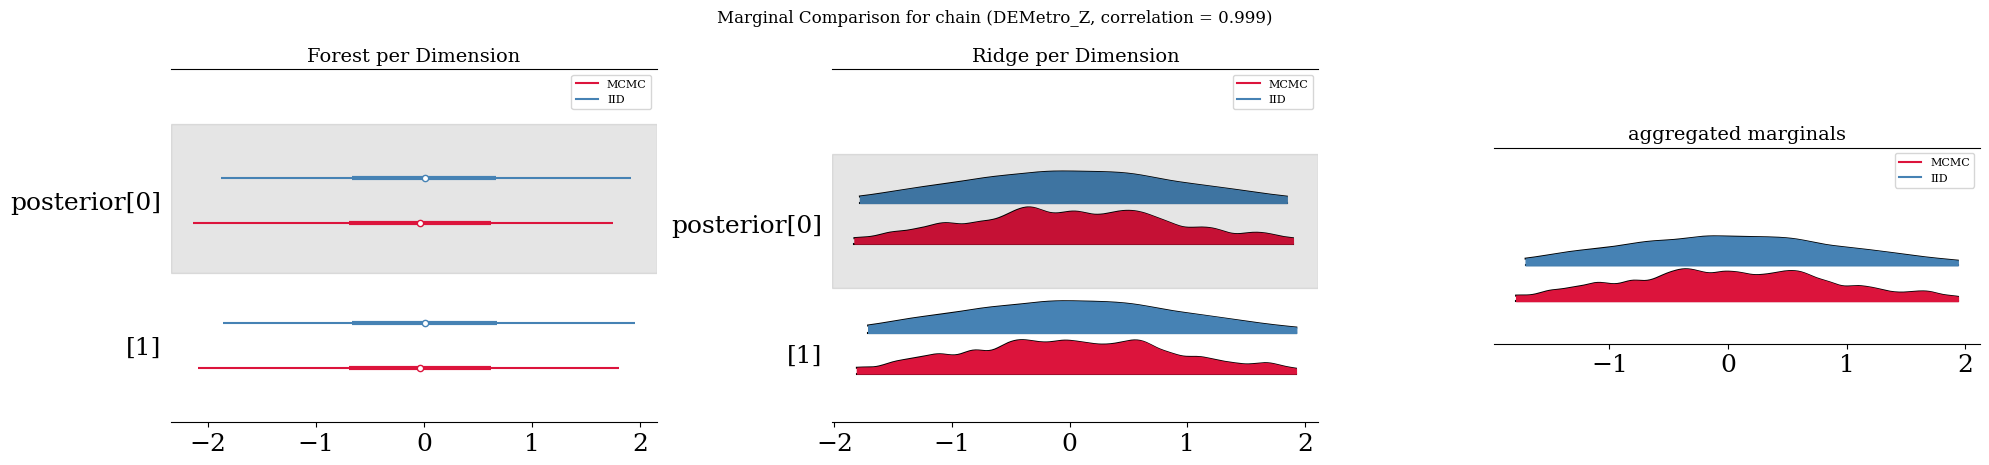 Marginal Comparison for chain (DEMetro_Z, correlation = 0.999)
Forest per Dimension
MCMC
IID
posterior[0]
[1]
−2 −1 0 1 2
Ridge per Dimension
MCMC
IID
posterior[0]
[1]
−2 −1 0 1 2
aggregated marginals
MCMC
IID
−1 0 1 2